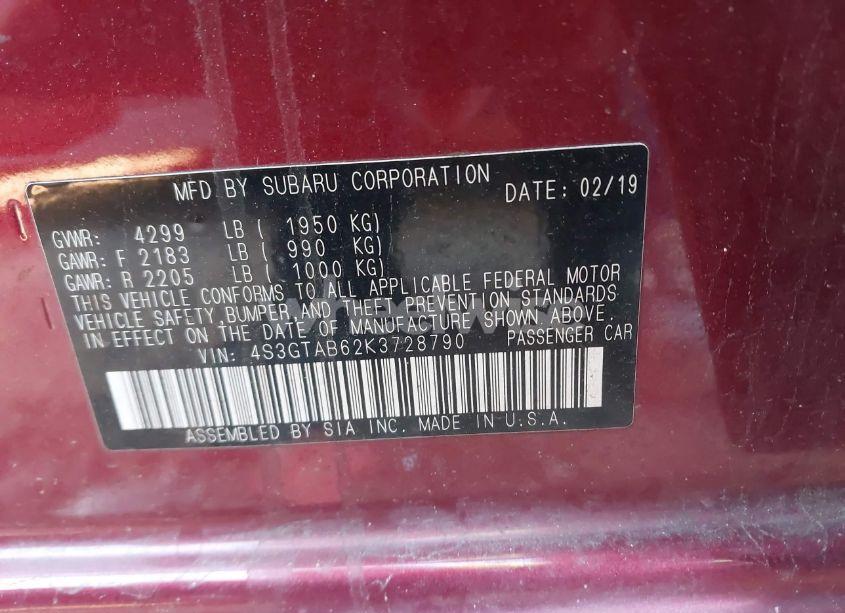 MFD BY SUBARU CORPORATION DATE: 02/19
GVWR: 4299 LB ( 1950 KG)
GAWR: F 2183 LB ( 990 KG)
GAWR: R 2205 LB ( 1000 KG)
THIS VEHICLE CONFORMS TO ALL APPLICABLE FEDERAL MOTOR
VEHICLE SAFETY, BUMPER, AND THEFT PREVENTION STANDARDS
IN EFFECT ON THE DATE OF MANUFACTURE SHOWN ABOVE.
VIN: 4S3GTAB62K3728790 PASSENGER CAR
ASSEMBLED BY SIA INC. MADE IN U.S.A.